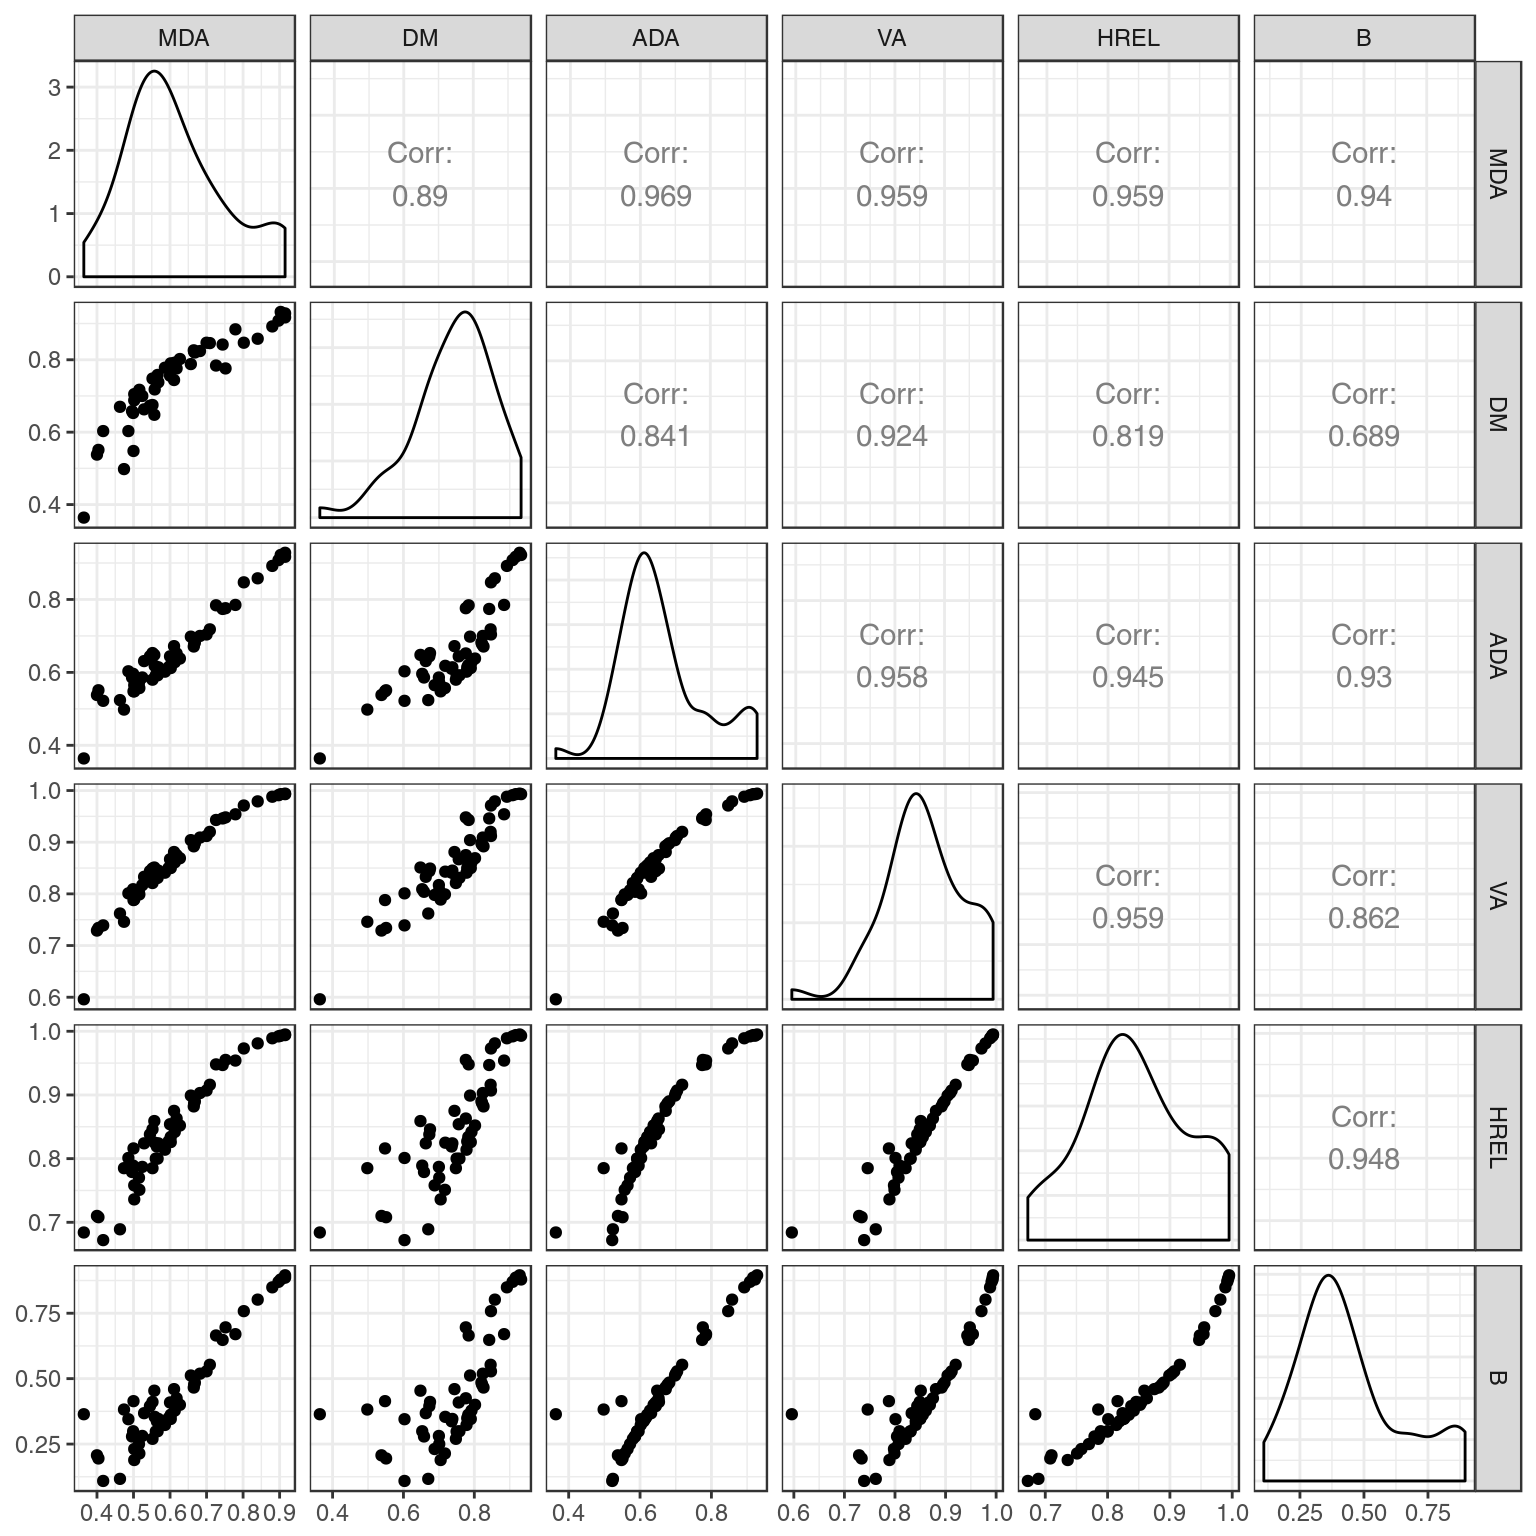 MDA DM ADA VA HREL B
3
2
1
0
Corr:
0.89
Corr:
0.969
Corr:
0.959
Corr:
0.959
Corr:
0.94
MDA
0.8
0.6
0.4
Corr:
0.841
Corr:
0.924
Corr:
0.819
Corr:
0.689
DM
0.8
0.6
0.4
Corr:
0.958
Corr:
0.945
Corr:
0.93
ADA
1.0
0.9
0.8
0.7
0.6
Corr:
0.959
Corr:
0.862
VA
1.0
0.9
0.8
0.7
Corr:
0.948
HREL
0.75
0.50
0.25
B
0.4 0.5 0.6 0.7 0.8 0.9 0.4 0.6 0.8 0.4 0.6 0.8 0.6 0.7 0.8 0.9 1.0 0.7 0.8 0.9 1.0 0.25 0.50 0.75